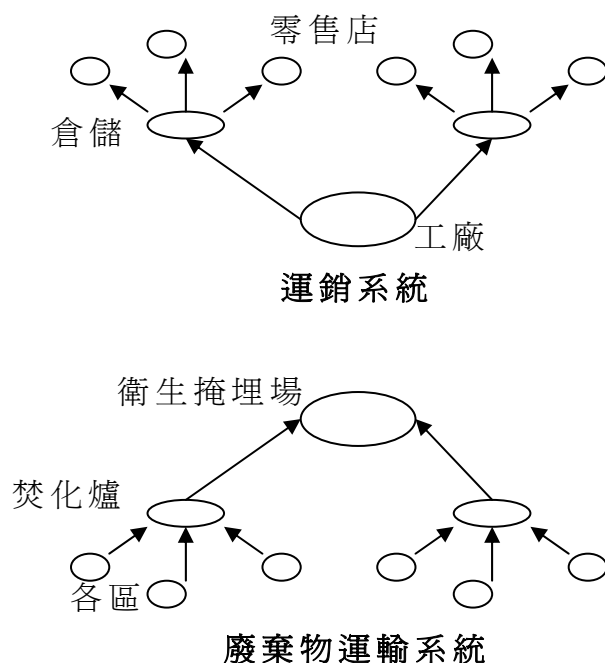 零售店
倉儲
工廠
運銷系統
衛生掩埋場
焚化爐
各區
廢棄物運輸系統